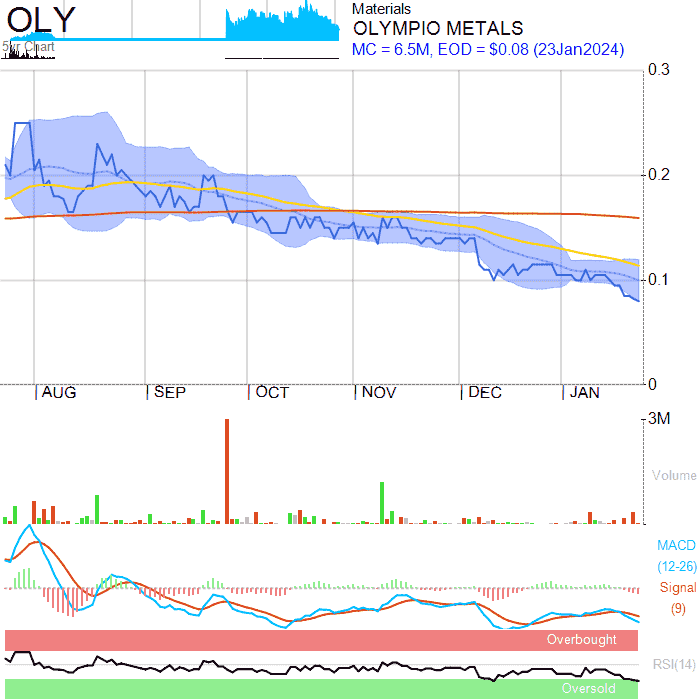 OLY
Materials
OLYMPIO METALS
MC = 6.5M, EOD = $0.08 (23Jan2024)
5yr Chart
0.3
0.2
0.1
0
AUG SEP OCT NOV DEC JAN
3M
Volume
MACD
(12-26)
Signal
(9)
Overbought
RSI(14)
Oversold